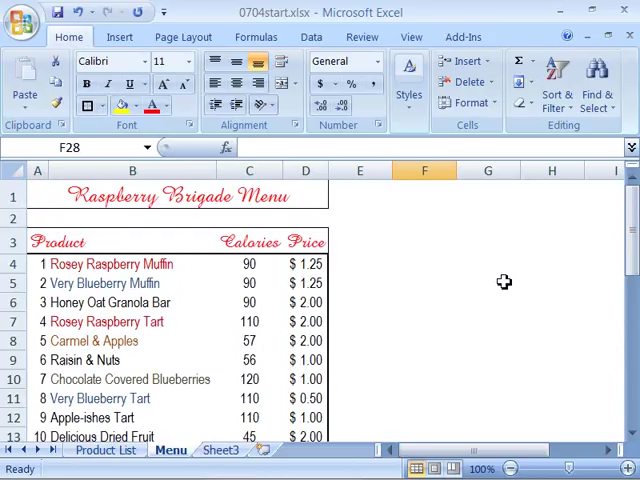 0704start.xlsx - Microsoft Excel
Home Insert Page Layout Formulas Data Review View Add-Ins
Calibri 11 General Insert
Paste Styles Delete Sort & Filter Find & Select
Format
Clipboard Font Alignment Number Cells Editing
F28 fx
A B C D E F G H I
1 Raspberry Brigade Menu
2
3 Product Calories Price
4 1 Rosey Raspberry Muffin 90 $ 1.25
5 2 Very Blueberry Muffin 90 $ 1.25
6 3 Honey Oat Granola Bar 90 $ 2.00
7 4 Rosey Raspberry Tart 110 $ 2.00
8 5 Carmel & Apples 57 $ 2.00
9 6 Raisin & Nuts 56 $ 1.00
10 7 Chocolate Covered Blueberries 120 $ 1.00
11 8 Very Blueberry Tart 110 $ 0.50
12 9 Apple-ishes Tart 110 $ 1.00
13 10 Delicious Dried Fruit 45 $ 2.00
Product List Menu Sheet3
Ready 100%